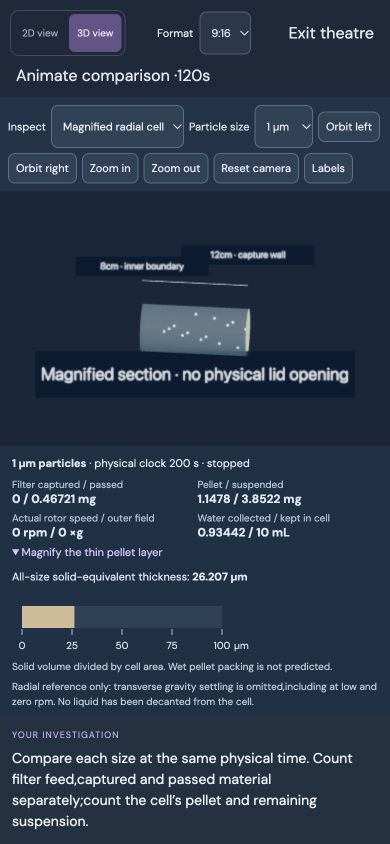 2D view 3D view Format 9:16 Exit theatre
Animate comparison ·120s
Inspect Magnified radial cell Particle size 1 µm Orbit left
Orbit right Zoom in Zoom out Reset camera Labels
12cm · capture wall
8cm · inner boundary
Magnified section · no physical lid opening
1 µm particles · physical clock 200 s · stopped
Filter captured / passed Pellet / suspended
0 / 0.46721 mg 1.1478 / 3.8522 mg
Actual rotor speed / outer field Water collected / kept in cell
0 rpm / 0 ×g 0.93442 / 10 mL
▼ Magnify the thin pellet layer
All-size solid-equivalent thickness: 26.207 µm
0 25 50 75 100 µm
Solid volume divided by cell area. Wet pellet packing is not predicted.
Radial reference only: transverse gravity settling is omitted,including at low and
zero rpm. No liquid has been decanted from the cell.
YOUR INVESTIGATION
Compare each size at the same physical time. Count
filter feed,captured and passed material
separately;count the cell’s pellet and remaining
suspension.